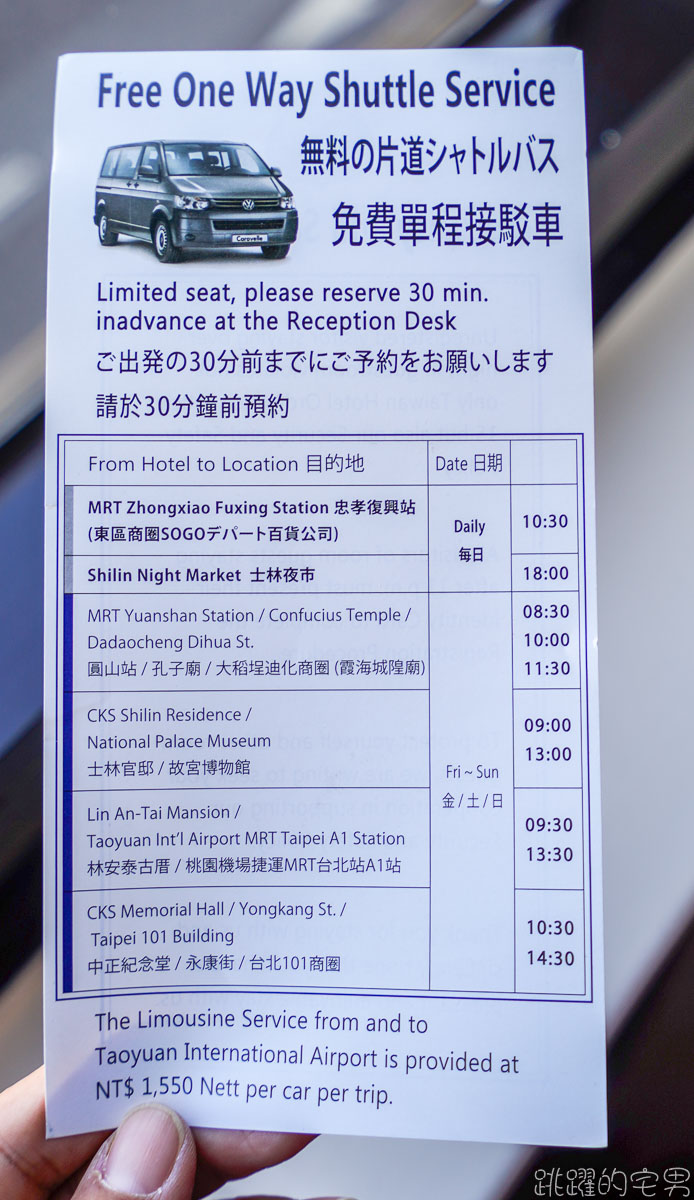 Free One Way Shuttle Service
無料の片道シャトルバス
免費單程接駁車
Caravelle
Limited seat, please reserve 30 min.
inadvance at the Reception Desk
ご出発の30分前までにご予約をお願いします
請於30分鐘前預約
From Hotel to Location 目的地 Date 日期
MRT Zhongxiao Fuxing Station 忠孝復興站
(東區商圈SOGOデパート百貨公司)
Daily
每日
10:30
Shilin Night Market 士林夜市
18:00
MRT Yuanshan Station / Confucius Temple /
Dadaocheng Dihua St.
圓山站 / 孔子廟 / 大稻埕迪化商圈 (霞海城隍廟)
08:30
10:00
11:30
CKS Shilin Residence /
National Palace Museum
士林官邸 / 故宮博物館
09:00
13:00
Fri ~ Sun
金 / 土 / 日
Lin An-Tai Mansion /
Taoyuan Int'l Airport MRT Taipei A1 Station
林安泰古厝 / 桃園機場捷運MRT台北站A1站
09:30
13:30
CKS Memorial Hall / Yongkang St. /
Taipei 101 Building
中正紀念堂 / 永康街 / 台北101商圈
10:30
14:30
The Limousine Service from and to
Taoyuan International Airport is provided at
NT$ 1,550 Nett per car per trip.
跳躍的宅男